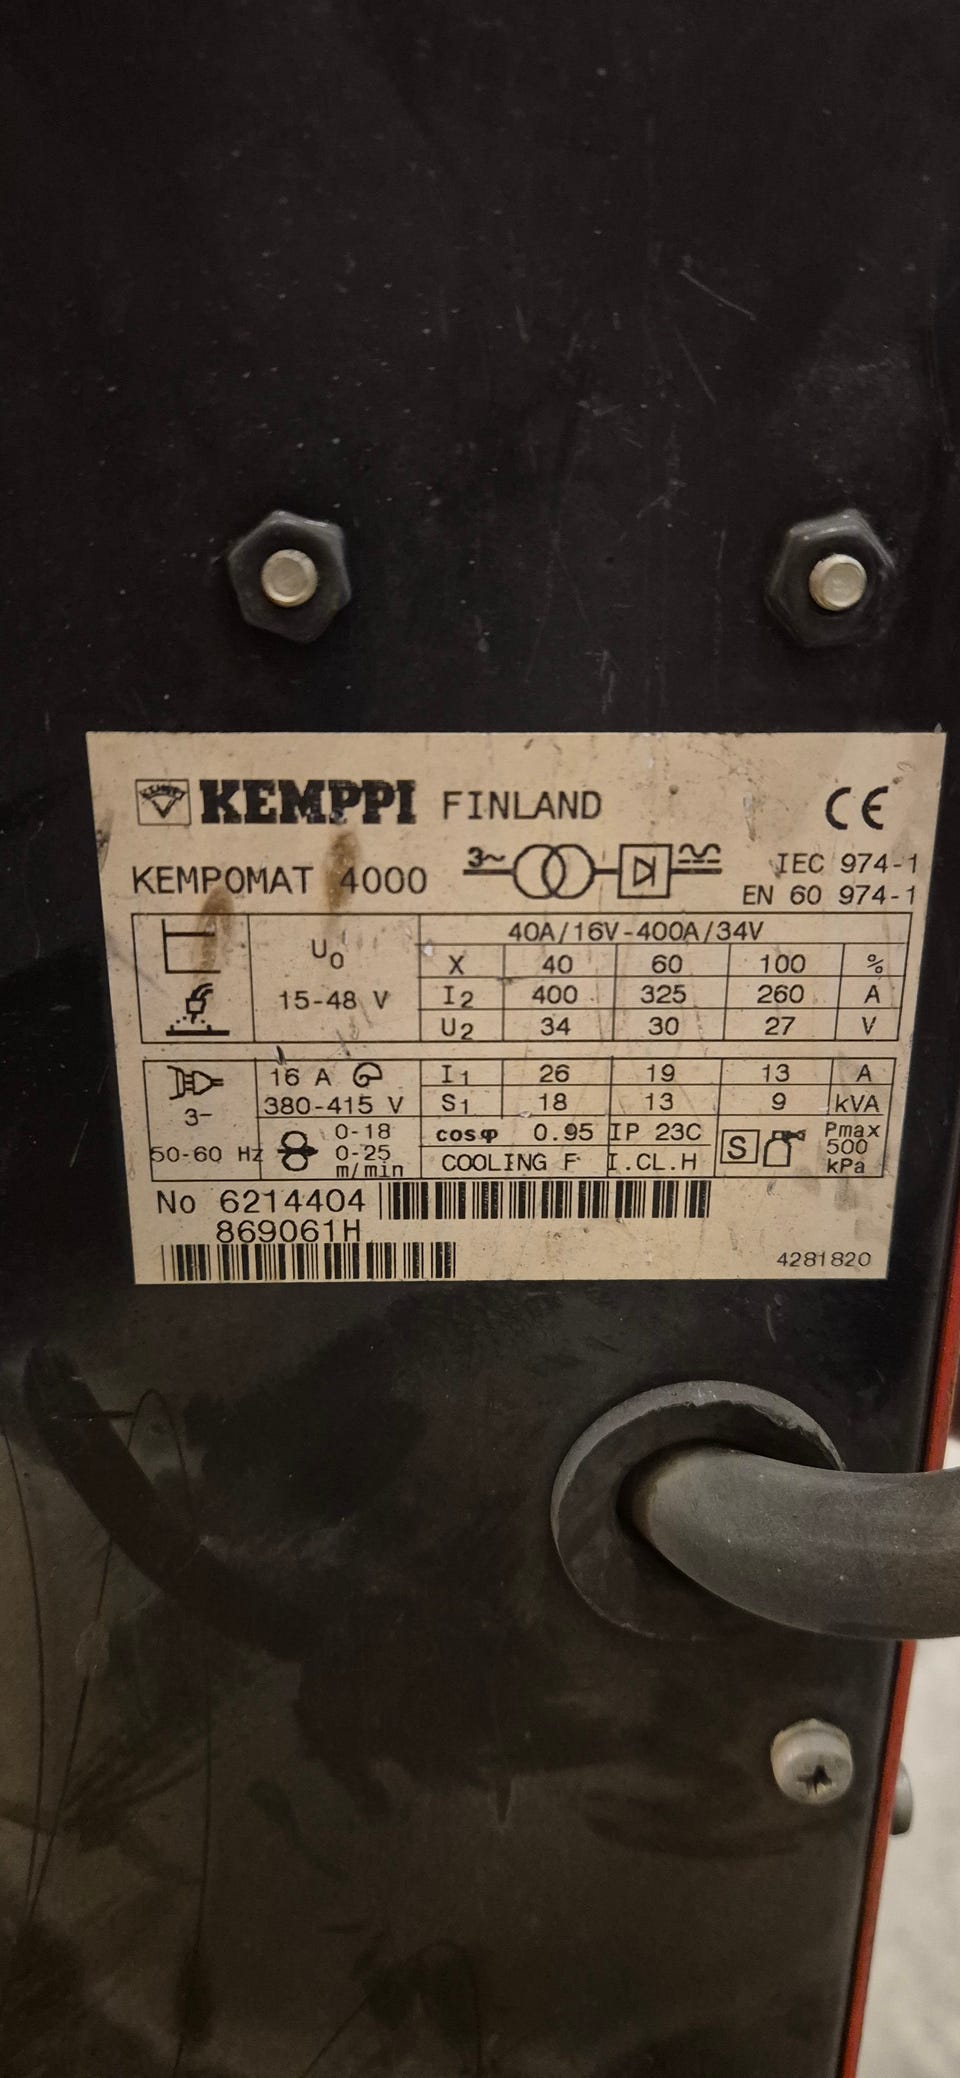 KEMPPI FINLAND CE
KEMPOMAT 4000 3~ IEC 974-1
EN 60 974-1
U0 15-48 V
40A/16V-400A/34V
X 40 60 100 %
I2 400 325 260 A
U2 34 30 27 V
3~ 50-60 Hz
16 A
380-415 V
I1 26 19 13 A
S1 18 13 9 kVA
0-18
0-25
m/min
cosφ 0.95 IP 23C
COOLING F I.CL.H
S Pmax
500
kPa
No 6214404
869061H
4281820